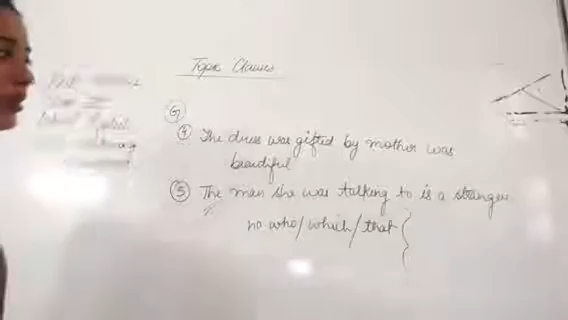 Topic Clauses
G
④ The dress was gifted by mother was
beautiful
⑤ The man she was talking to is a stranger
no who/which/that {